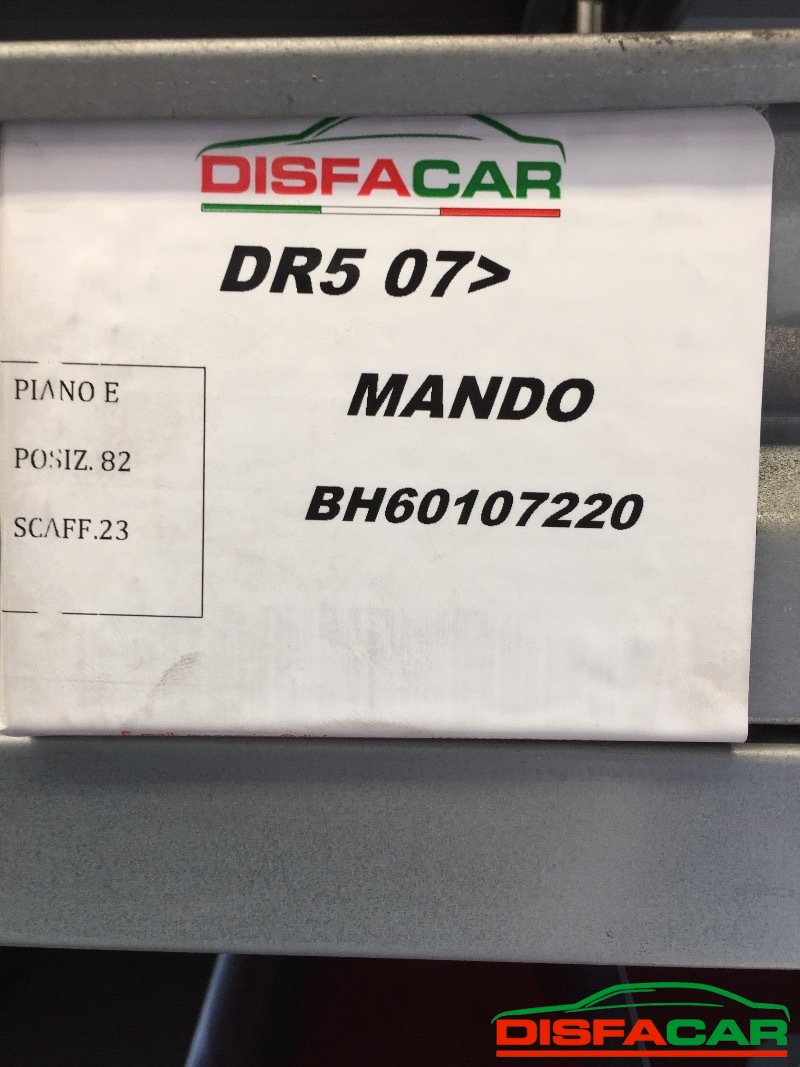 DISFACAR
DR5 07>
MANDO
BH60107220
PIANO E
POSIZ. 82
SCAFF.23
DISFACAR